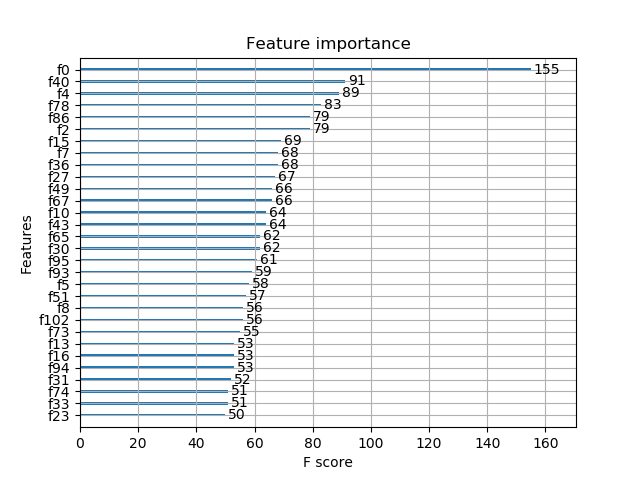 Feature importance
f0 155
f40 91
f4 89
f78 83
f86 79
f2 79
f15 69
f7 68
f36 68
f27 67
f49 66
f67 66
f10 64
f43 64
f65 62
f30 62
f95 61
f93 59
f5 58
f51 57
f8 56
f102 56
f73 55
f13 53
f16 53
f94 53
f31 52
f74 51
f33 51
f23 50
Features
0 20 40 60 80 100 120 140 160
F score